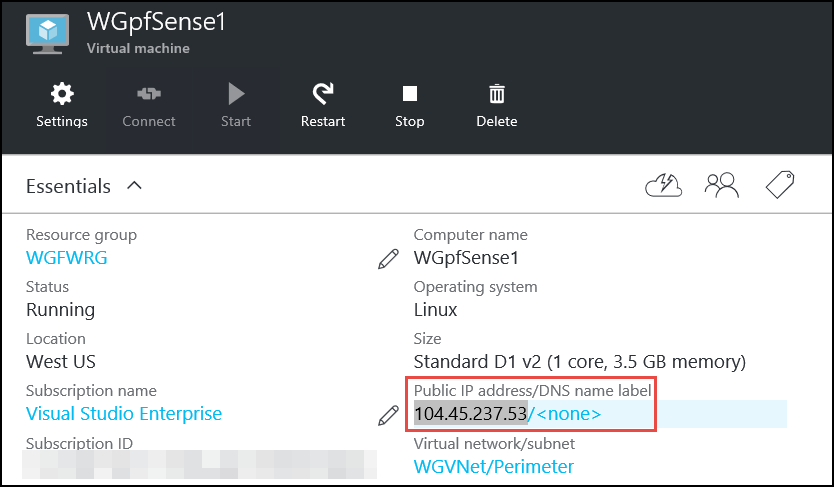 WGpfSense1
Virtual machine
Settings
Connect
Start
Restart
Stop
Delete
Essentials
Resource group
WGFWRG
Status
Running
Location
West US
Subscription name
Visual Studio Enterprise
Subscription ID
Computer name
WGpfSense1
Operating system
Linux
Size
Standard D1 v2 (1 core, 3.5 GB memory)
Public IP address/DNS name label
104.45.237.53/<none>
Virtual network/subnet
WGVNet/Perimeter